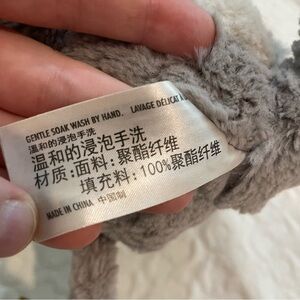 GENTLE SOAK WASH BY HAND. LAVAGE DÉLICAT
温和的浸泡手洗
温和的浸泡手洗
材质: 面料: 聚酯纤维
填充料: 100%聚酯纤维
MADE IN CHINA 中国制